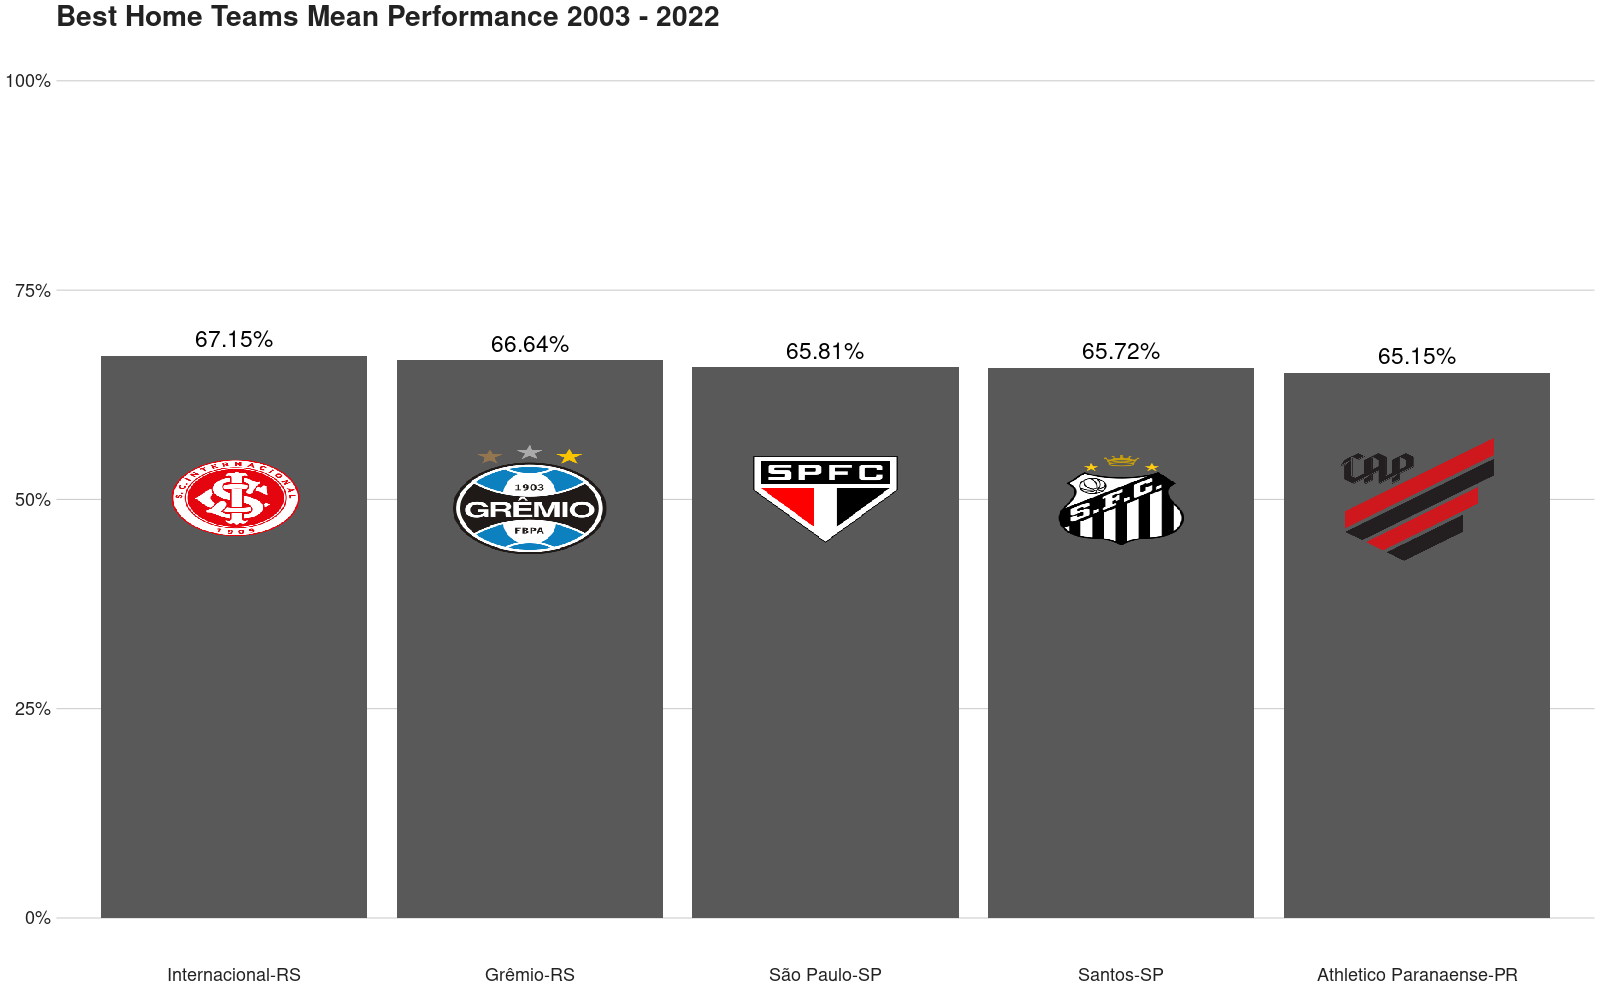 Best Home Teams Mean Performance 2003 - 2022
100%
75%
50%
25%
0%
67.15%
66.64%
65.81%
65.72%
65.15%
S.C.INTERNACIONAL
1909
1903
GRÊMIO
FBPA
SPFC
S.F.C.
CAP
Internacional-RS
Grêmio-RS
São Paulo-SP
Santos-SP
Athletico Paranaense-PR